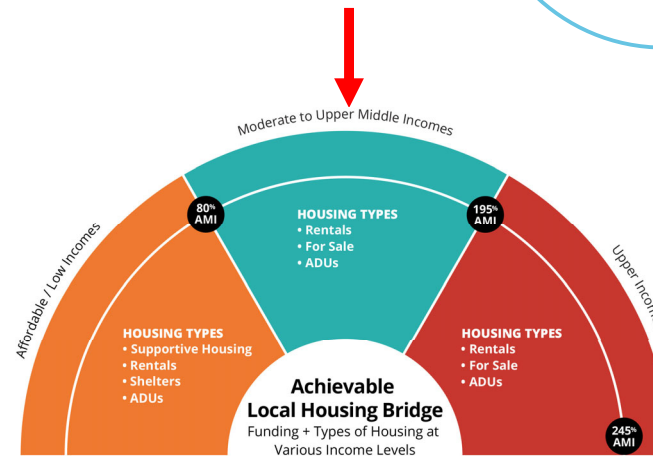 Moderate to Upper Middle Incomes
Affordable / Low Incomes
Upper
80% AMI
195% AMI
HOUSING TYPES
• Rentals
• For Sale
• ADUs
HOUSING TYPES
• Supportive Housing
• Rentals
• Shelters
• ADUs
HOUSING TYPES
• Rentals
• For Sale
• ADUs
Achievable
Local Housing Bridge
Funding + Types of Housing at
Various Income Levels
245%
AMI